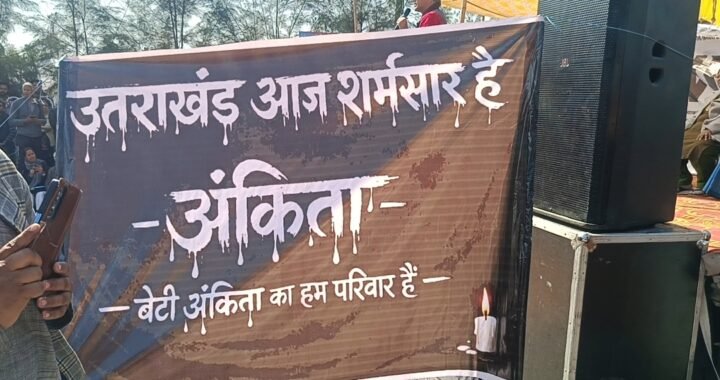 उतराखंड आज शर्मसार है
- अंकिता -
- बेटी अंकिता का हम परिवार हैं -